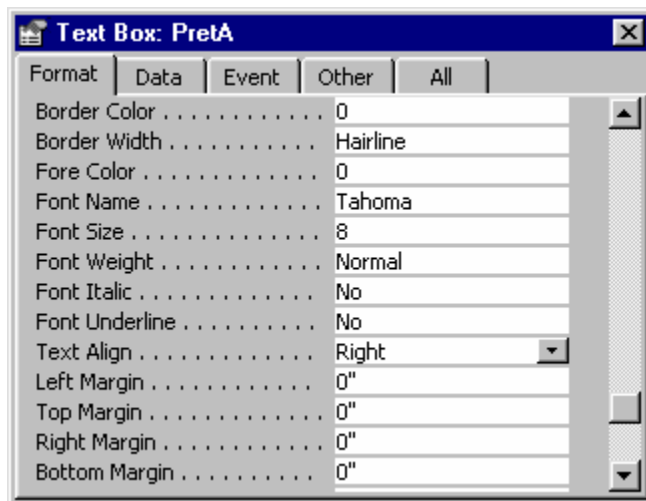 Text Box: PretA
Format Data Event Other All
Border Color . . . . . . . . . . . . 0
Border Width . . . . . . . . . . . Hairline
Fore Color . . . . . . . . . . . . . 0
Font Name . . . . . . . . . . . . . Tahoma
Font Size . . . . . . . . . . . . . . 8
Font Weight . . . . . . . . . . . . Normal
Font Italic . . . . . . . . . . . . . No
Font Underline . . . . . . . . . . No
Text Align . . . . . . . . . . . . . Right
Left Margin . . . . . . . . . . . . 0"
Top Margin . . . . . . . . . . . . . 0"
Right Margin . . . . . . . . . . . 0"
Bottom Margin . . . . . . . . . . 0"